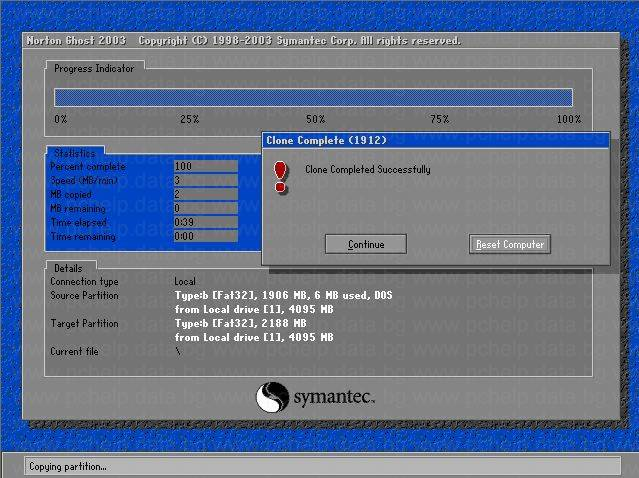 Norton Ghost 2003   Copyright (C) 1998-2003 Symantec Corp. All rights reserved.
Progress Indicator
0% 25% 50% 75% 100%
Clone Complete (1912)
Clone Completed Successfully
Continue Reset Computer
Statistics
Percent complete 100
Speed (MB/min) 3
MB copied 2
MB remaining 0
Time elapsed 0:39
Time remaining 0:00
Details
Connection type Local
Source Partition Type:b [Fat32], 1906 MB, 6 MB used, DOS
from Local drive [1], 4095 MB
Target Partition Type:b [Fat32], 2188 MB
from Local drive [1], 4095 MB
Current file \
symantec™
Copying partition...